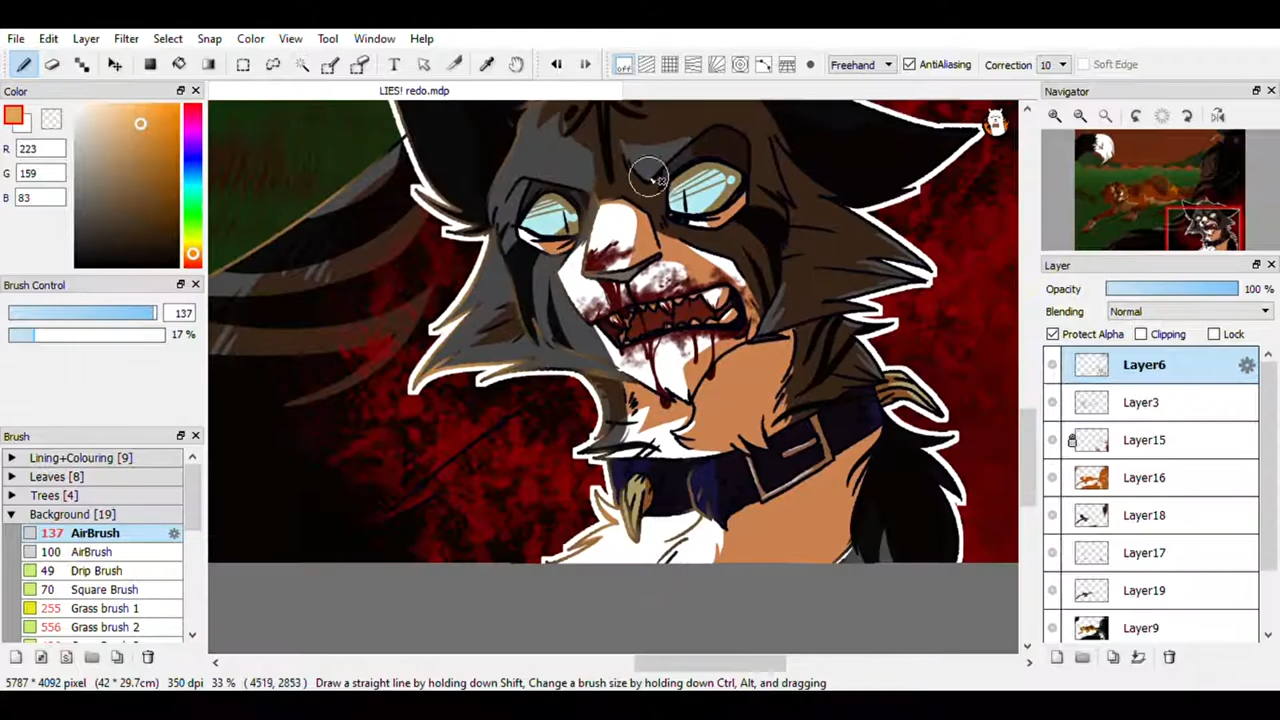 File Edit Layer Filter Select Snap Color View Tool Window Help
off Freehand AntiAliasing Correction 10 Soft Edge
Color LIES! redo.mdp Navigator
R 223
G 159
B 83
Brush Control
137
17 %
Layer
Opacity 100 %
Blending Normal
Protect Alpha Clipping Lock
Layer6
Layer3
Layer15
Layer16
Layer18
Layer17
Layer19
Layer9
Brush
Lining+Colouring [9]
Leaves [8]
Trees [4]
Background [19]
137 AirBrush
100 AirBrush
49 Drip Brush
70 Square Brush
255 Grass brush 1
556 Grass brush 2
5787 * 4092 pixel (42 * 29.7cm) 350 dpi 33 % ( 4519, 2853 ) Draw a straight line by holding down Shift, Change a brush size by holding down Ctrl, Alt, and dragging